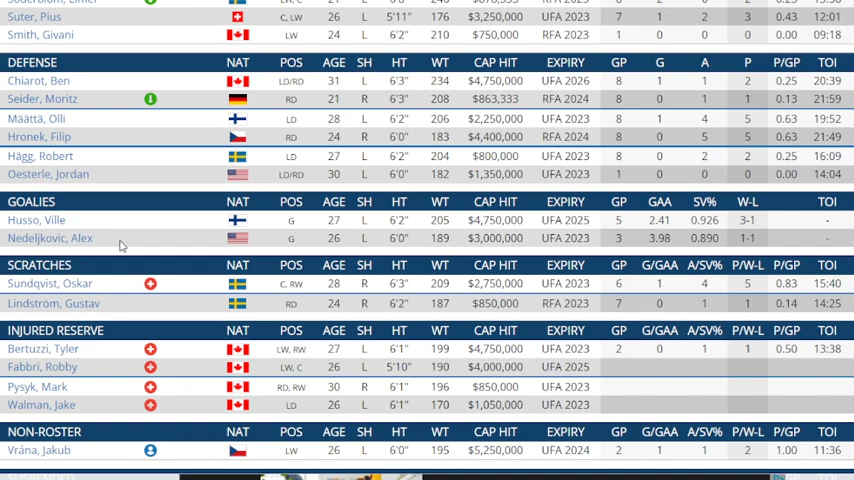 Suter, Pius C, LW 26 L 5'11" 176 $3,250,000 UFA 2023 7 1 2 3 0.43 12:01
Smith, Givani LW 24 L 6'2" 210 $750,000 UFA 2023 1 0 0 0 0.00 09:18
DEFENSE NAT POS AGE SH HT WT CAP HIT EXPIRY GP G A P P/GP TOI
Chiarot, Ben LD/RD 31 L 6'3" 234 $4,750,000 UFA 2026 8 1 1 2 0.25 20:39
Seider, Moritz RD 21 R 6'3" 208 $863,333 RFA 2024 8 0 1 1 0.13 21:59
Määttä, Olli LD 28 L 6'2" 206 $2,250,000 UFA 2023 8 1 4 5 0.63 19:52
Hronek, Filip RD 24 R 6'0" 183 $4,400,000 RFA 2024 8 0 5 5 0.63 21:49
Hägg, Robert LD 27 L 6'2" 204 $800,000 UFA 2023 8 0 2 2 0.25 16:09
Oesterle, Jordan LD/RD 30 L 6'0" 182 $1,350,000 UFA 2023 1 0 0 0 0.00 14:04
GOALIES NAT POS AGE SH HT WT CAP HIT EXPIRY GP GAA SV% W-L TOI
Husso, Ville G 27 L 6'2" 205 $4,750,000 UFA 2025 5 2.41 0.926 3-1 -
Nedeljkovic, Alex G 26 L 6'0" 189 $3,000,000 UFA 2023 3 3.98 0.890 1-1 -
SCRATCHES NAT POS AGE SH HT WT CAP HIT EXPIRY GP G/GAA A/SV% P/W-L P/GP TOI
Sundqvist, Oskar C, RW 28 R 6'3" 209 $2,750,000 UFA 2023 6 1 4 5 0.83 15:40
Lindström, Gustav RD 24 R 6'2" 187 $850,000 RFA 2023 7 0 1 1 0.14 14:25
INJURED RESERVE NAT POS AGE SH HT WT CAP HIT EXPIRY GP G/GAA A/SV% P/W-L P/GP TOI
Bertuzzi, Tyler LW, RW 27 L 6'1" 199 $4,750,000 UFA 2023 2 0 1 1 0.50 13:38
Fabbri, Robby LW, C 26 L 5'10" 190 $4,000,000 UFA 2025
Pysyk, Mark RD, RW 30 R 6'1" 196 $850,000 UFA 2023
Walman, Jake LD 26 L 6'1" 170 $1,050,000 UFA 2023
NON-ROSTER NAT POS AGE SH HT WT CAP HIT EXPIRY GP G/GAA A/SV% P/W-L P/GP TOI
Vrána, Jakub LW 26 L 6'0" 195 $5,250,000 UFA 2024 2 1 1 2 1.00 11:36